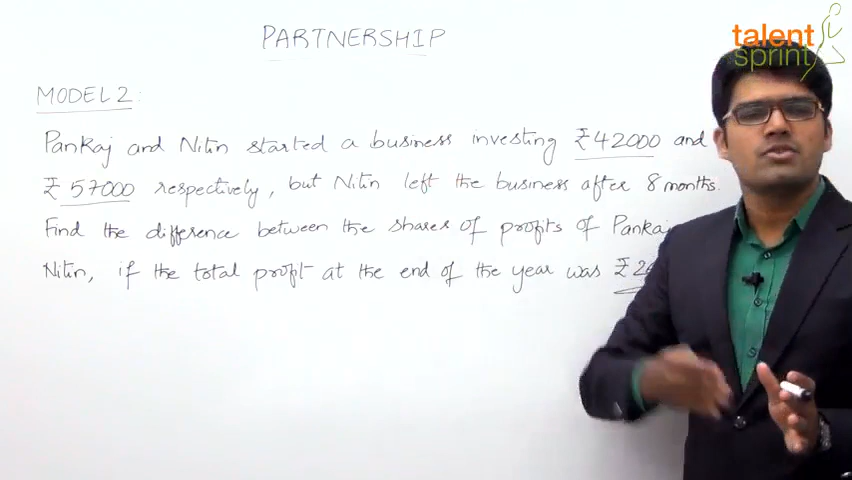 talent
sprint
PARTNERSHIP
MODEL 2:
Pankaj and Nitin started a business investing ₹42000 and
₹57000 respectively, but Nitin left the business after 8 months.
Find the difference between the shares of profits of Pankaj
Nitin, if the total profit at the end of the year was